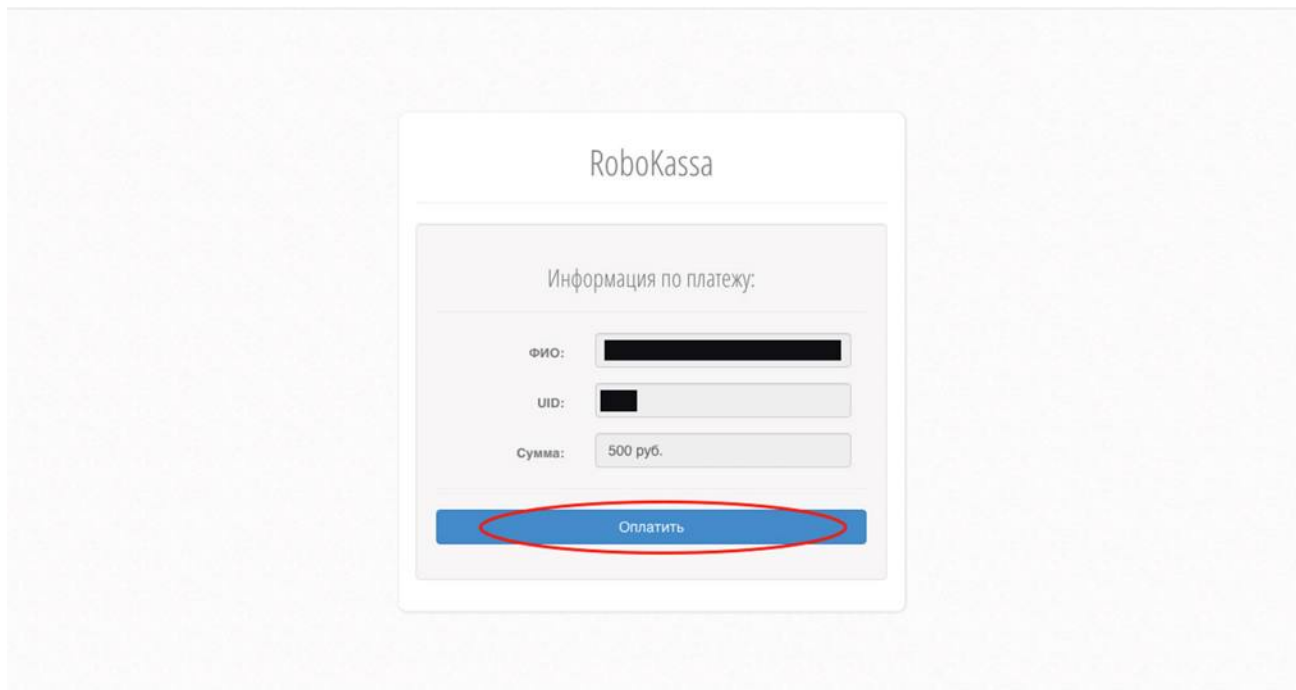 RoboKassa
Информация по платежу:
ФИО:
UID:
Сумма: 500 руб.
Оплатить